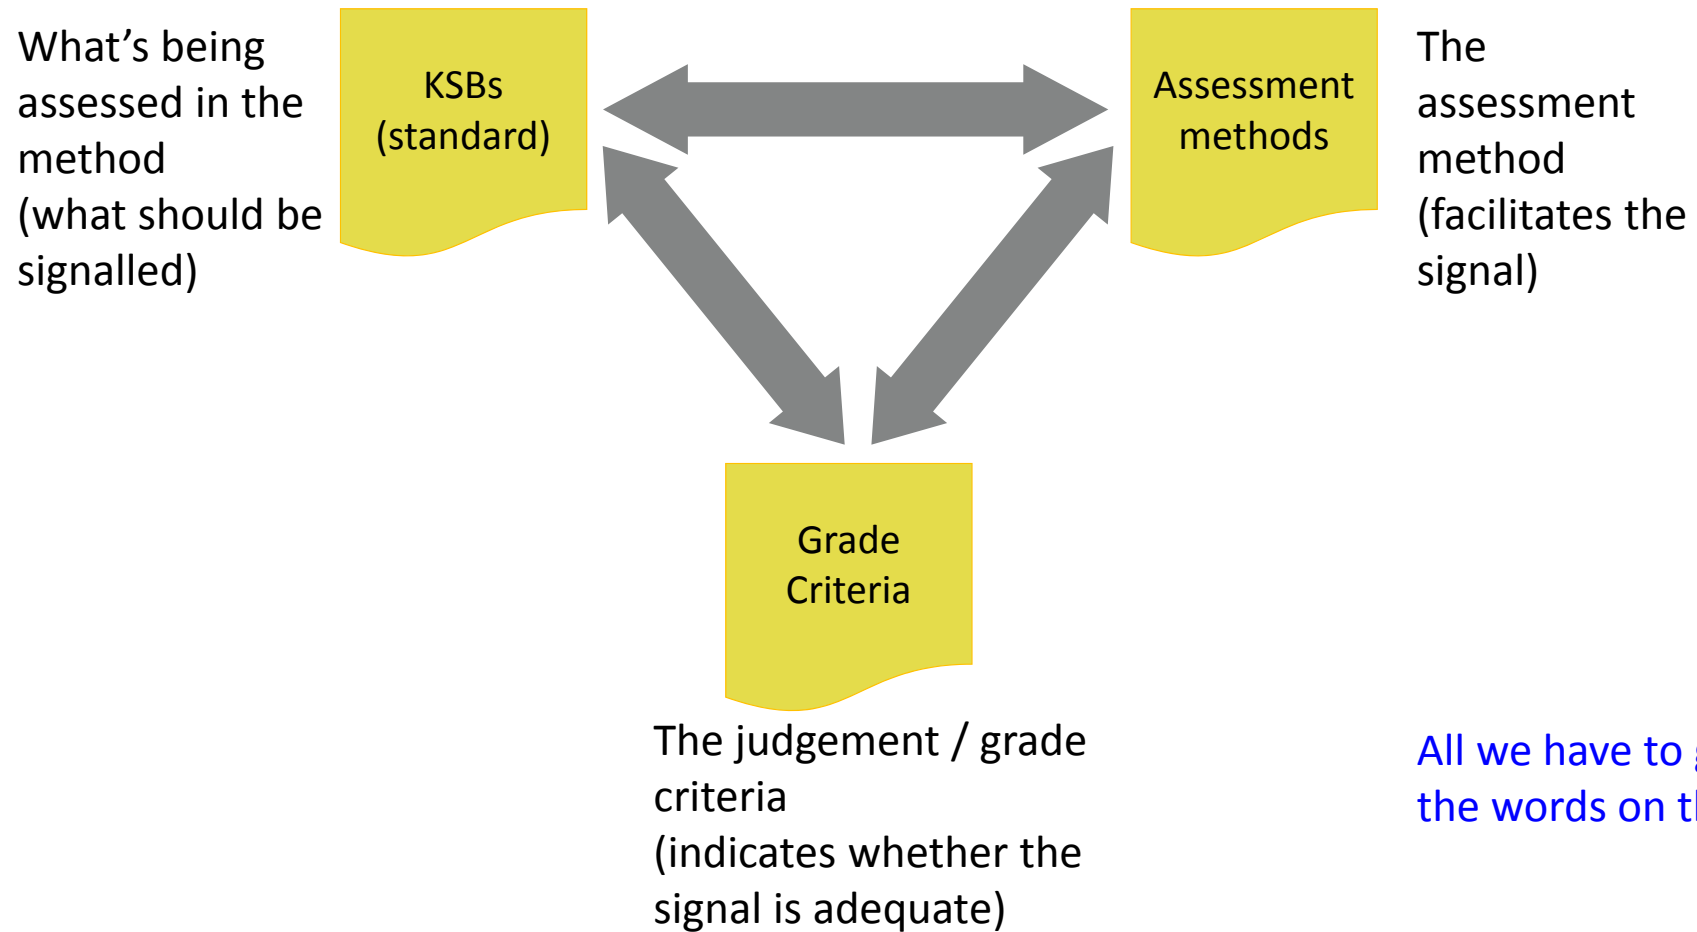 What’s being
assessed in the
method
(what should be
signalled)
KSBs
(standard)
Assessment
methods
The
assessment
method
(facilitates the
signal)
Grade
Criteria
The judgement / grade
criteria
(indicates whether the
signal is adequate)
All we have to
the words on